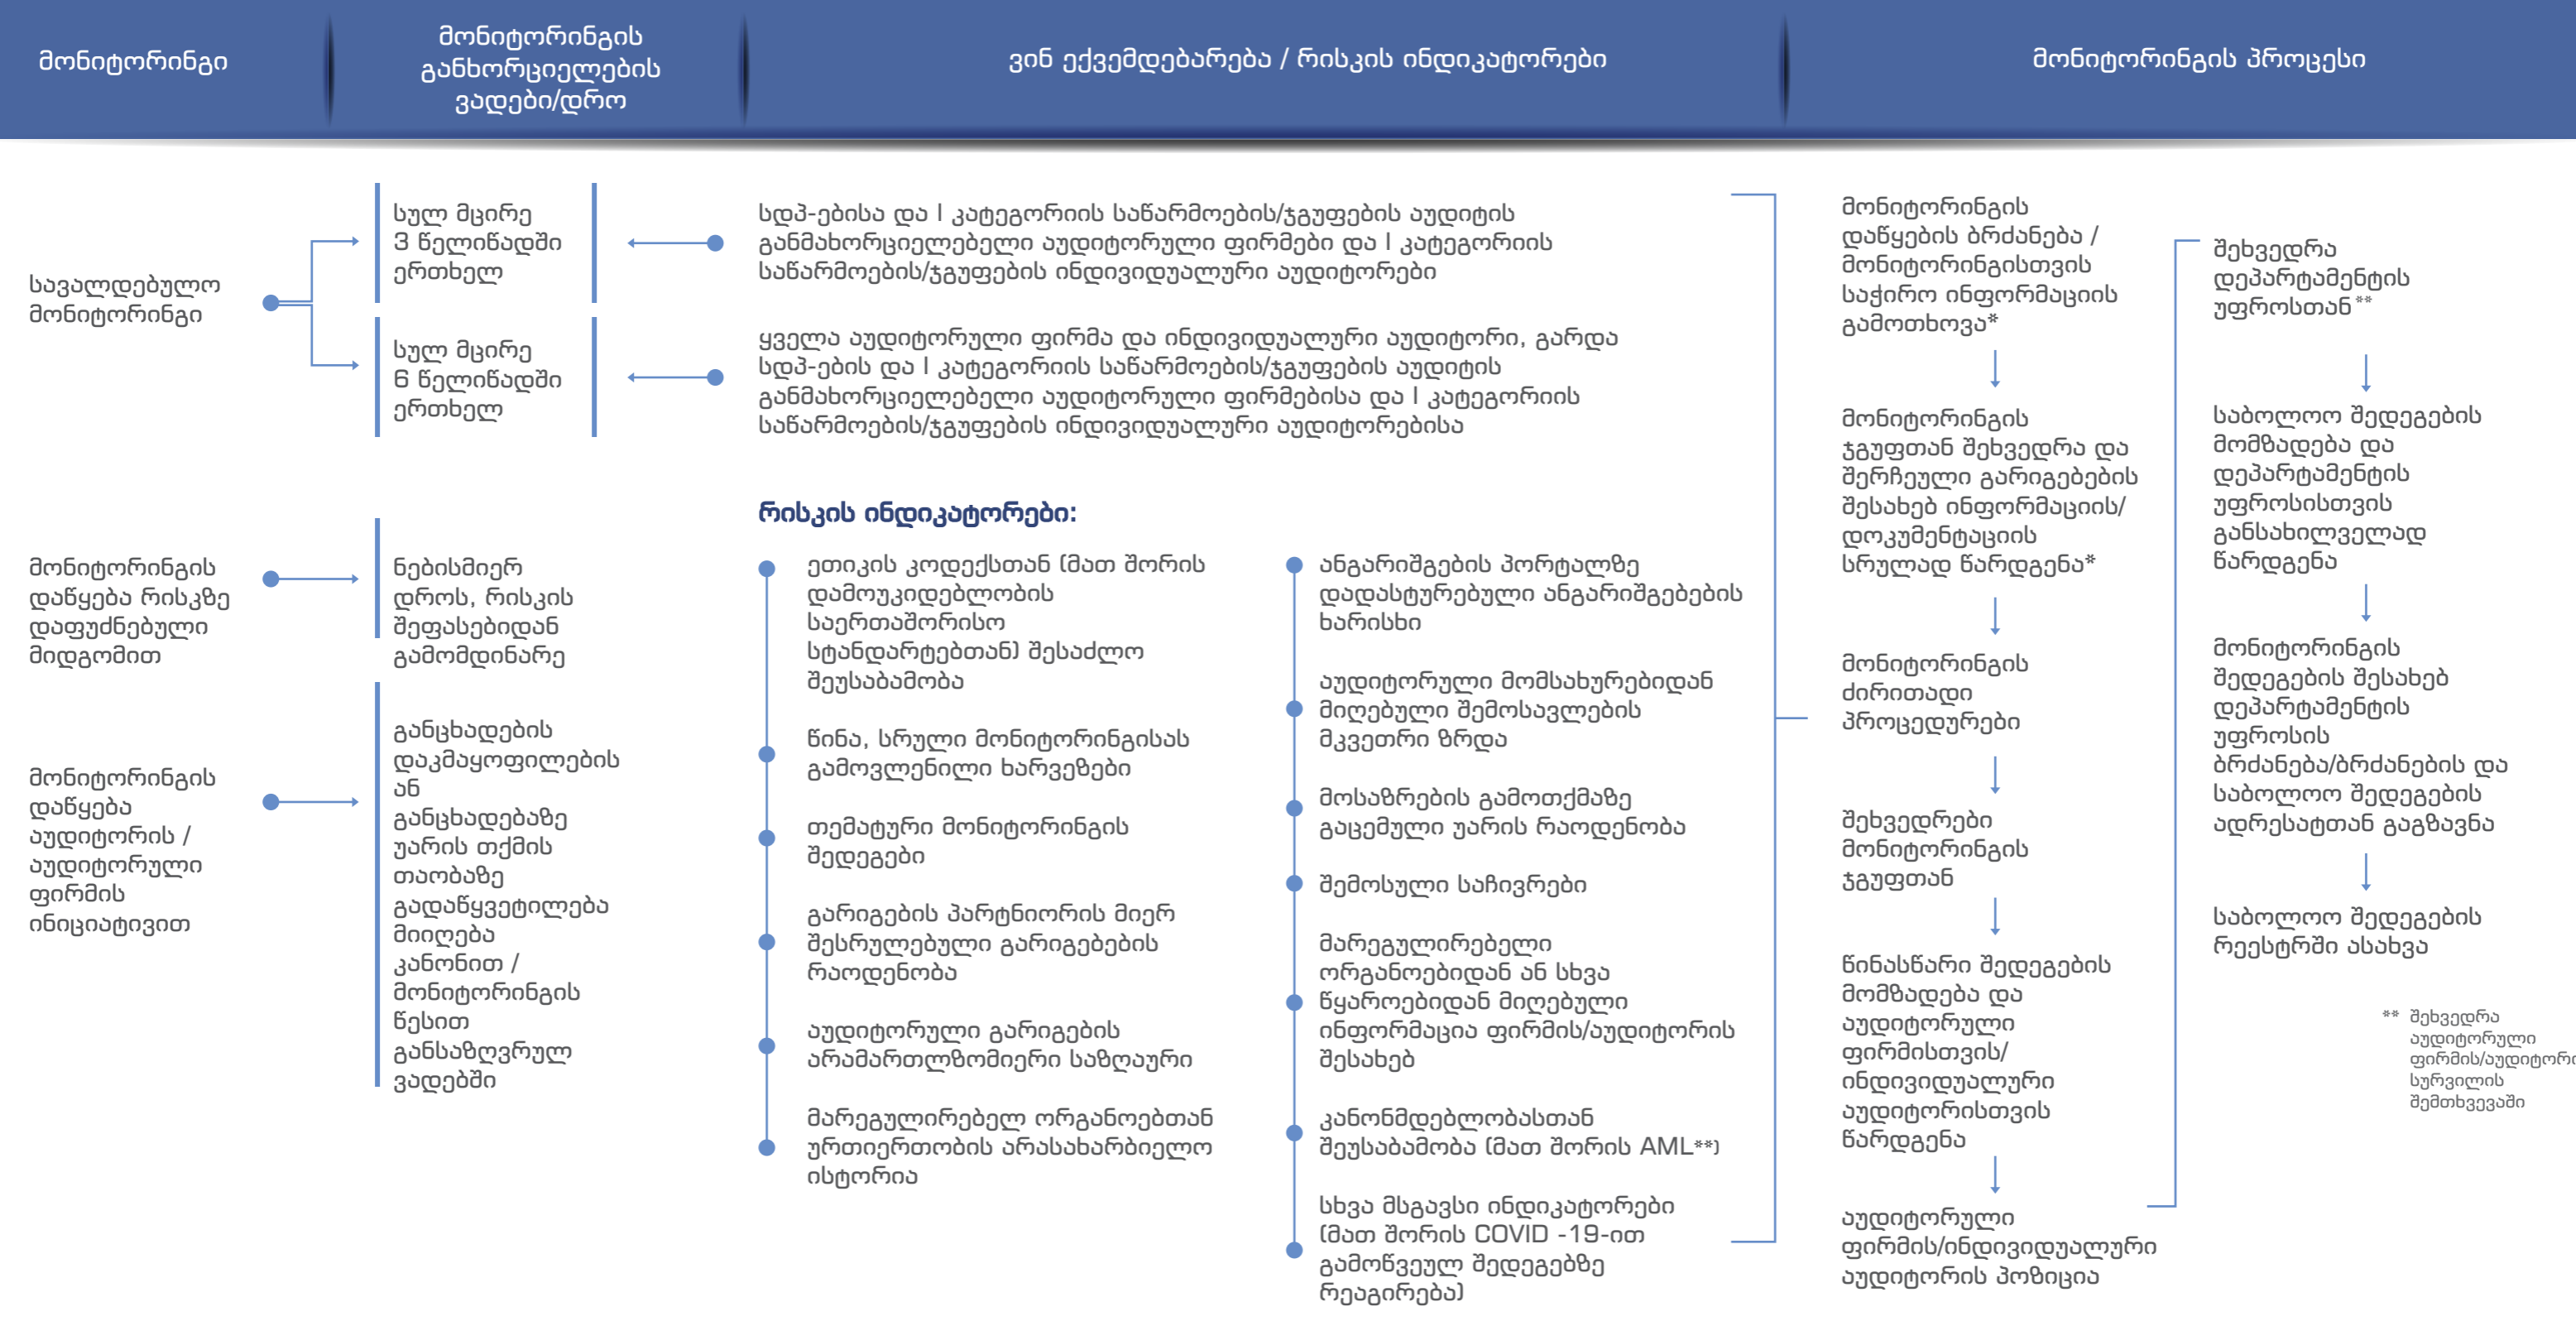 მონიტორინგი
მონიტორინგის
განხორციელების
ვადები/დრო
ვინ ექვემდებარება / რისკის ინდიკატორები
მონიტორინგის პროცესი
სავალდებულო
მონიტორინგი
სულ მცირე
3 წელიწადში
ერთხელ
სულ მცირე
6 წელიწადში
ერთხელ
სდპ-ებისა და I კატეგორიის საწარმოების/ჯგუფების აუდიტის
განმახორციელებელი აუდიტორული ფირმები და I კატეგორიის
საწარმოების/ჯგუფების ინდივიდუალური აუდიტორები
ყველა აუდიტორული ფირმა და ინდივიდუალური აუდიტორი, გარდა
სდპ-ების და I კატეგორიის საწარმოების/ჯგუფების აუდიტის
განმახორციელებელი აუდიტორული ფირმებისა და I კატეგორიის
საწარმოების/ჯგუფების ინდივიდუალური აუდიტორებისა
მონიტორინგის
დაწყება რისკზე
დაფუძნებული
მიდგომით
ნებისმიერ
დროს, რისკის
შეფასებიდან
გამომდინარე
მონიტორინგის
დაწყება
აუდიტორის /
აუდიტორული
ფირმის
ინიციატივით
განცხადების
დაკმაყოფილების
ან
განცხადებაზე
უარის თქმის
თაობაზე
გადაწყვეტილება
მიიღება
კანონით /
მონიტორინგის
წესით
განსაზღვრულ
ვადებში
რისკის ინდიკატორები:
ეთიკის კოდექსთან (მათ შორის
დამოუკიდებლობის
საერთაშორისო
სტანდარტებთან) შესაძლო
შეუსაბამობა
წინა, სრული მონიტორინგისას
გამოვლენილი ხარვეზები
თემატური მონიტორინგის
შედეგები
გარიგების პარტნიორის მიერ
შესრულებული გარიგებების
რაოდენობა
აუდიტორული გარიგების
არამართლზომიერი საზღაური
მარეგულირებელ ორგანოებთან
ურთიერთობის არასახარბიელო
ისტორია
ანგარიშგების პორტალზე
დადასტურებული ანგარიშგებების
ხარისხი
აუდიტორული მომსახურებიდან
მიღებული შემოსავლების
მკვეთრი ზრდა
მოსაზრების გამოთქმაზე
გაცემული უარის რაოდენობა
შემოსული საჩივრები
მარეგულირებელი
ორგანოებიდან ან სხვა
წყაროებიდან მიღებული
ინფორმაცია ფირმის/აუდიტორის
შესახებ
კანონმდებლობასთან
შეუსაბამობა (მათ შორის AML**)
სხვა მსგავსი ინდიკატორები
(მათ შორის COVID -19-ით
გამოწვეულ შედეგებზე
რეაგირება)
მონიტორინგის
დაწყების ბრძანება /
მონიტორინგისთვის
საჭირო ინფორმაციის
გამოთხოვა*
მონიტორინგის
ჯგუფთან შეხვედრა და
შერჩეული გარიგებების
შესახებ ინფორმაციის/
დოკუმენტაციის
სრულად წარდგენა*
მონიტორინგის
ძირითადი
პროცედურები
შეხვედრები
მონიტორინგის
ჯგუფთან
წინასწარი შედეგების
მომზადება და
აუდიტორული
ფირმისთვის/
ინდივიდუალური
აუდიტორისთვის
წარდგენა
აუდიტორული
ფირმის/ინდივიდუალური
აუდიტორის პოზიცია
შეხვედრა
დეპარტამენტის
უფროსთან**
საბოლოო შედეგების
მომზადება და
დეპარტამენტის
უფროსისთვის
განსახილველად
წარდგენა
მონიტორინგის
შედეგების შესახებ
დეპარტამენტის
უფროსის
ბრძანება/ბრძანების და
საბოლოო შედეგების
ადრესატთან გაგზავნა
საბოლოო შედეგების
რეესტრში ასახვა
** შეხვედრა
აუდიტორული
ფირმის/აუდიტორი
სურვილის
შემთხვევაში